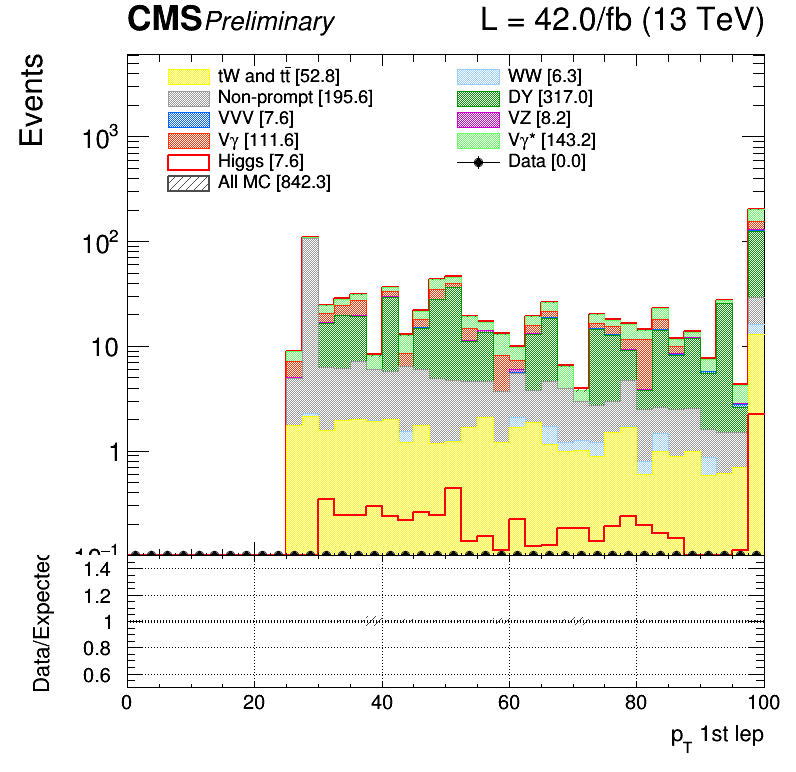 CMS Preliminary L = 42.0/fb (13 TeV)
Events
tW and tt̄ [52.8]
Non-prompt [195.6]
VVV [7.6]
Vγ [111.6]
Higgs [7.6]
All MC [842.3]
WW [6.3]
DY [317.0]
VZ [8.2]
Vγ* [143.2]
Data [0.0]
10³
10²
10
1
10⁻¹
Data/Expected
1.4
1.2
1
0.8
0.6
0 20 40 60 80 100
p_T 1st lep